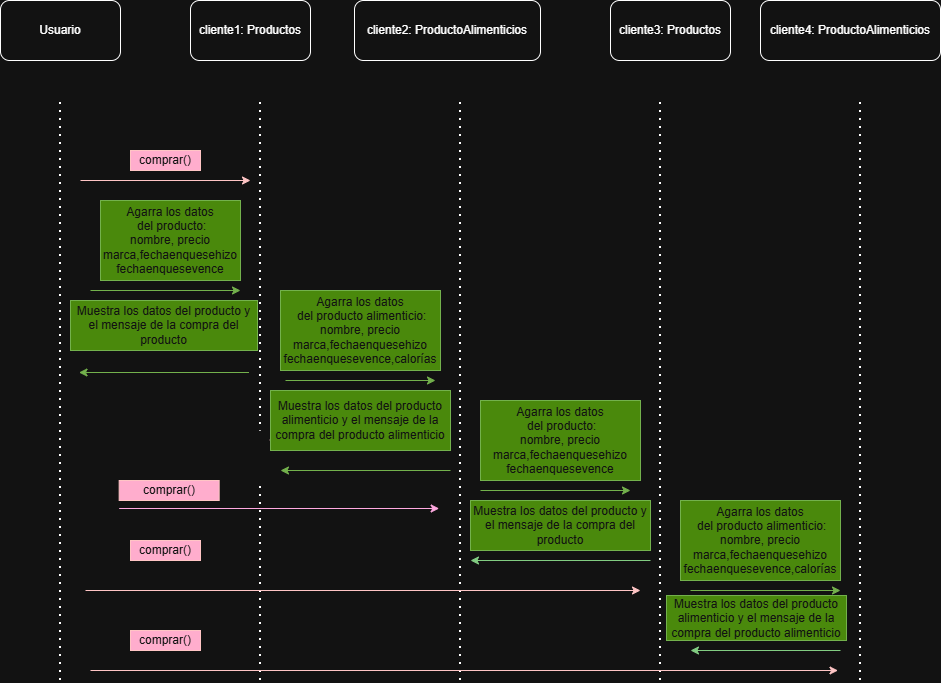 Usuario
cliente1: Productos
cliente2: ProductoAlimenticios
cliente3: Productos
cliente4: ProductoAlimenticios
comprar()
Agarra los datos
del producto:
nombre, precio
marca,fechaenquesehizo
fechaenquesevence
Muestra los datos del producto y
el mensaje de la compra del
producto
Agarra los datos
del producto alimenticio:
nombre, precio
marca,fechaenquesehizo
fechaenquesevence,calorías
Muestra los datos del producto
alimenticio y el mensaje de la
compra del producto alimenticio
Agarra los datos
del producto:
nombre, precio
marca,fechaenquesehizo
fechaenquesevence
comprar()
Muestra los datos del producto y
el mensaje de la compra del
producto
Agarra los datos
del producto alimenticio:
nombre, precio
marca,fechaenquesehizo
fechaenquesevence,calorías
comprar()
Muestra los datos del producto
alimenticio y el mensaje de la
compra del producto alimenticio
comprar()